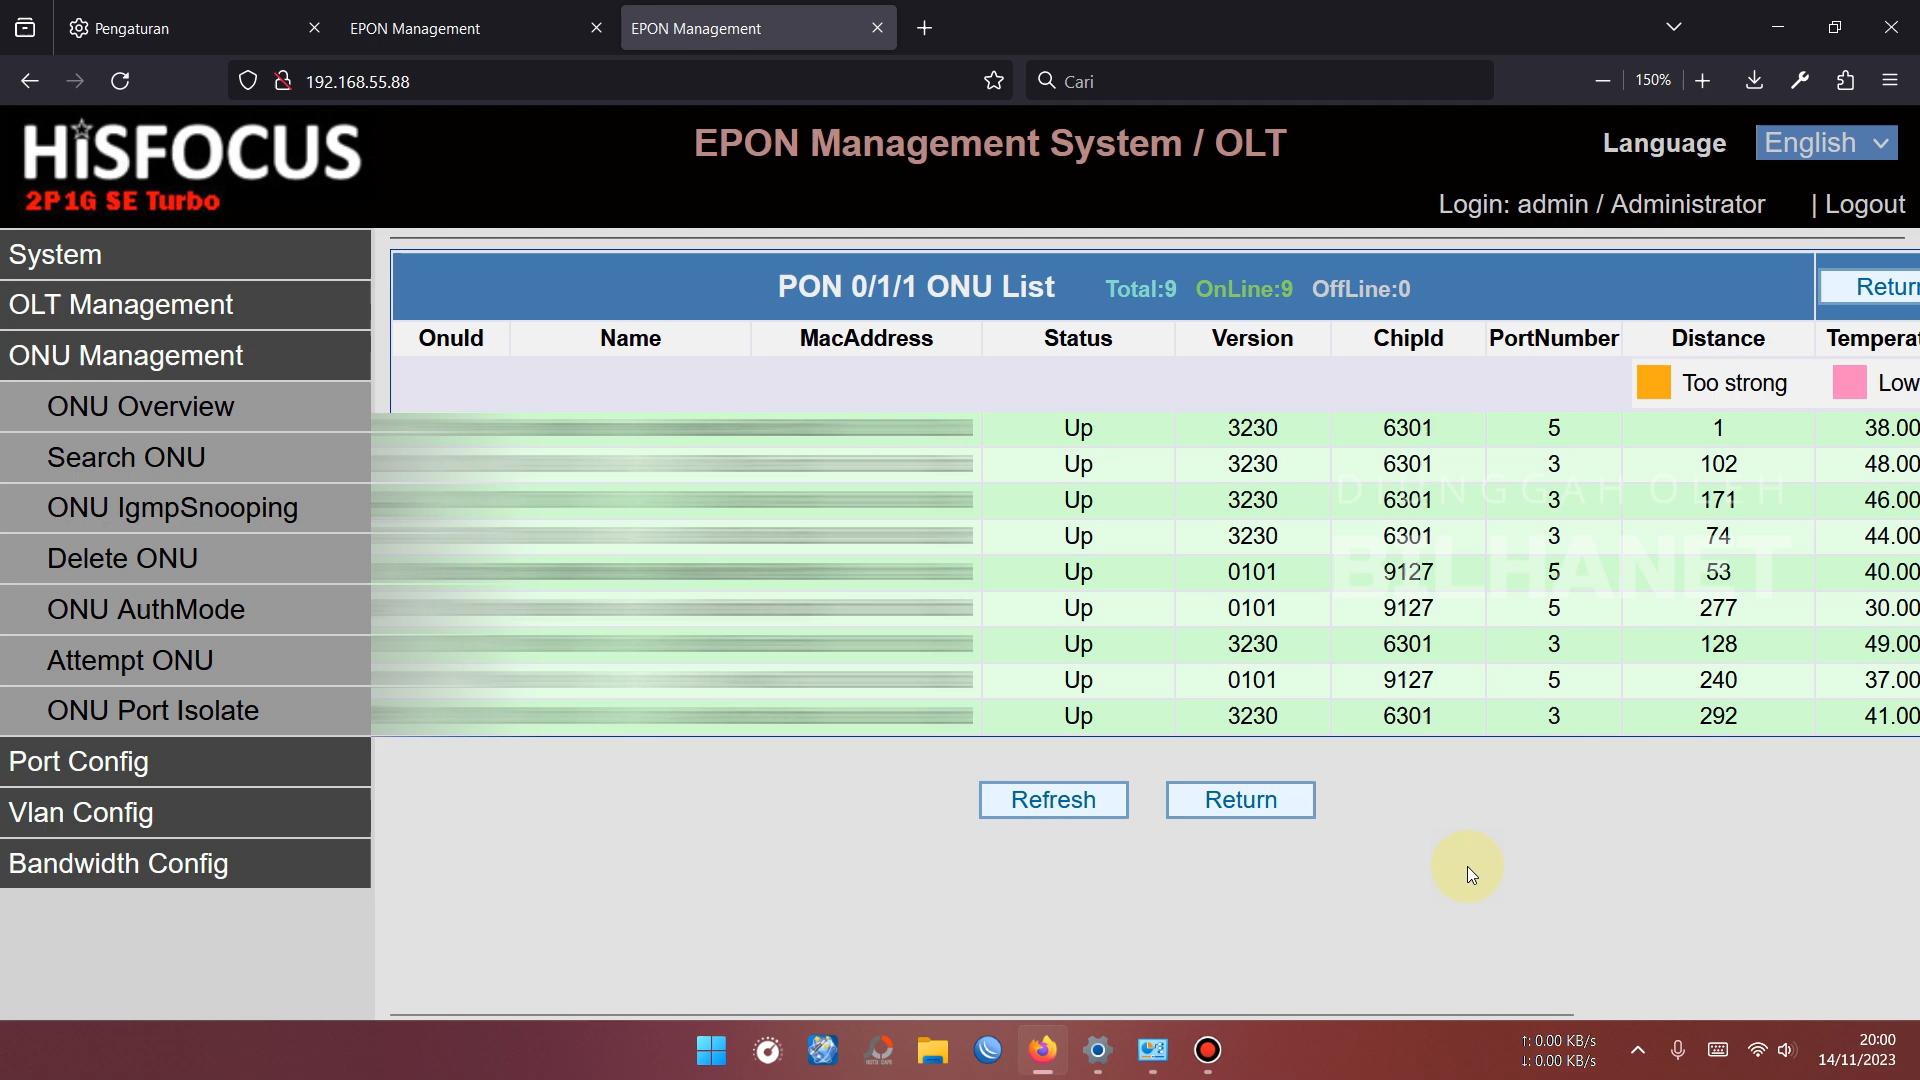 Pengaturan
EPON Management
EPON Management
192.168.55.88
Cari
150%
HiSFOCUS
2P1G SE Turbo
EPON Management System / OLT
Language English
Login: admin / Administrator | Logout
System
OLT Management
ONU Management
ONU Overview
Search ONU
ONU IgmpSnooping
Delete ONU
ONU AuthMode
Attempt ONU
ONU Port Isolate
Port Config
Vlan Config
Bandwidth Config
PON 0/1/1 ONU List Total:9 OnLine:9 OffLine:0
Return
OnuId Name MacAddress Status Version ChipId PortNumber Distance Temperat
Too strong Low
Up 3230 6301 5 1 38.00
Up 3230 6301 3 102 48.00
Up 3230 6301 3 171 46.00
Up 3230 6301 3 74 44.00
Up 0101 9127 5 53 40.00
Up 0101 9127 5 277 30.00
Up 3230 6301 3 128 49.00
Up 0101 9127 5 240 37.00
Up 3230 6301 3 292 41.00
DIUNGGAH OLEH
BILHANET
Refresh Return
↑: 0.00 KB/s
↓: 0.00 KB/s
20:00
14/11/2023